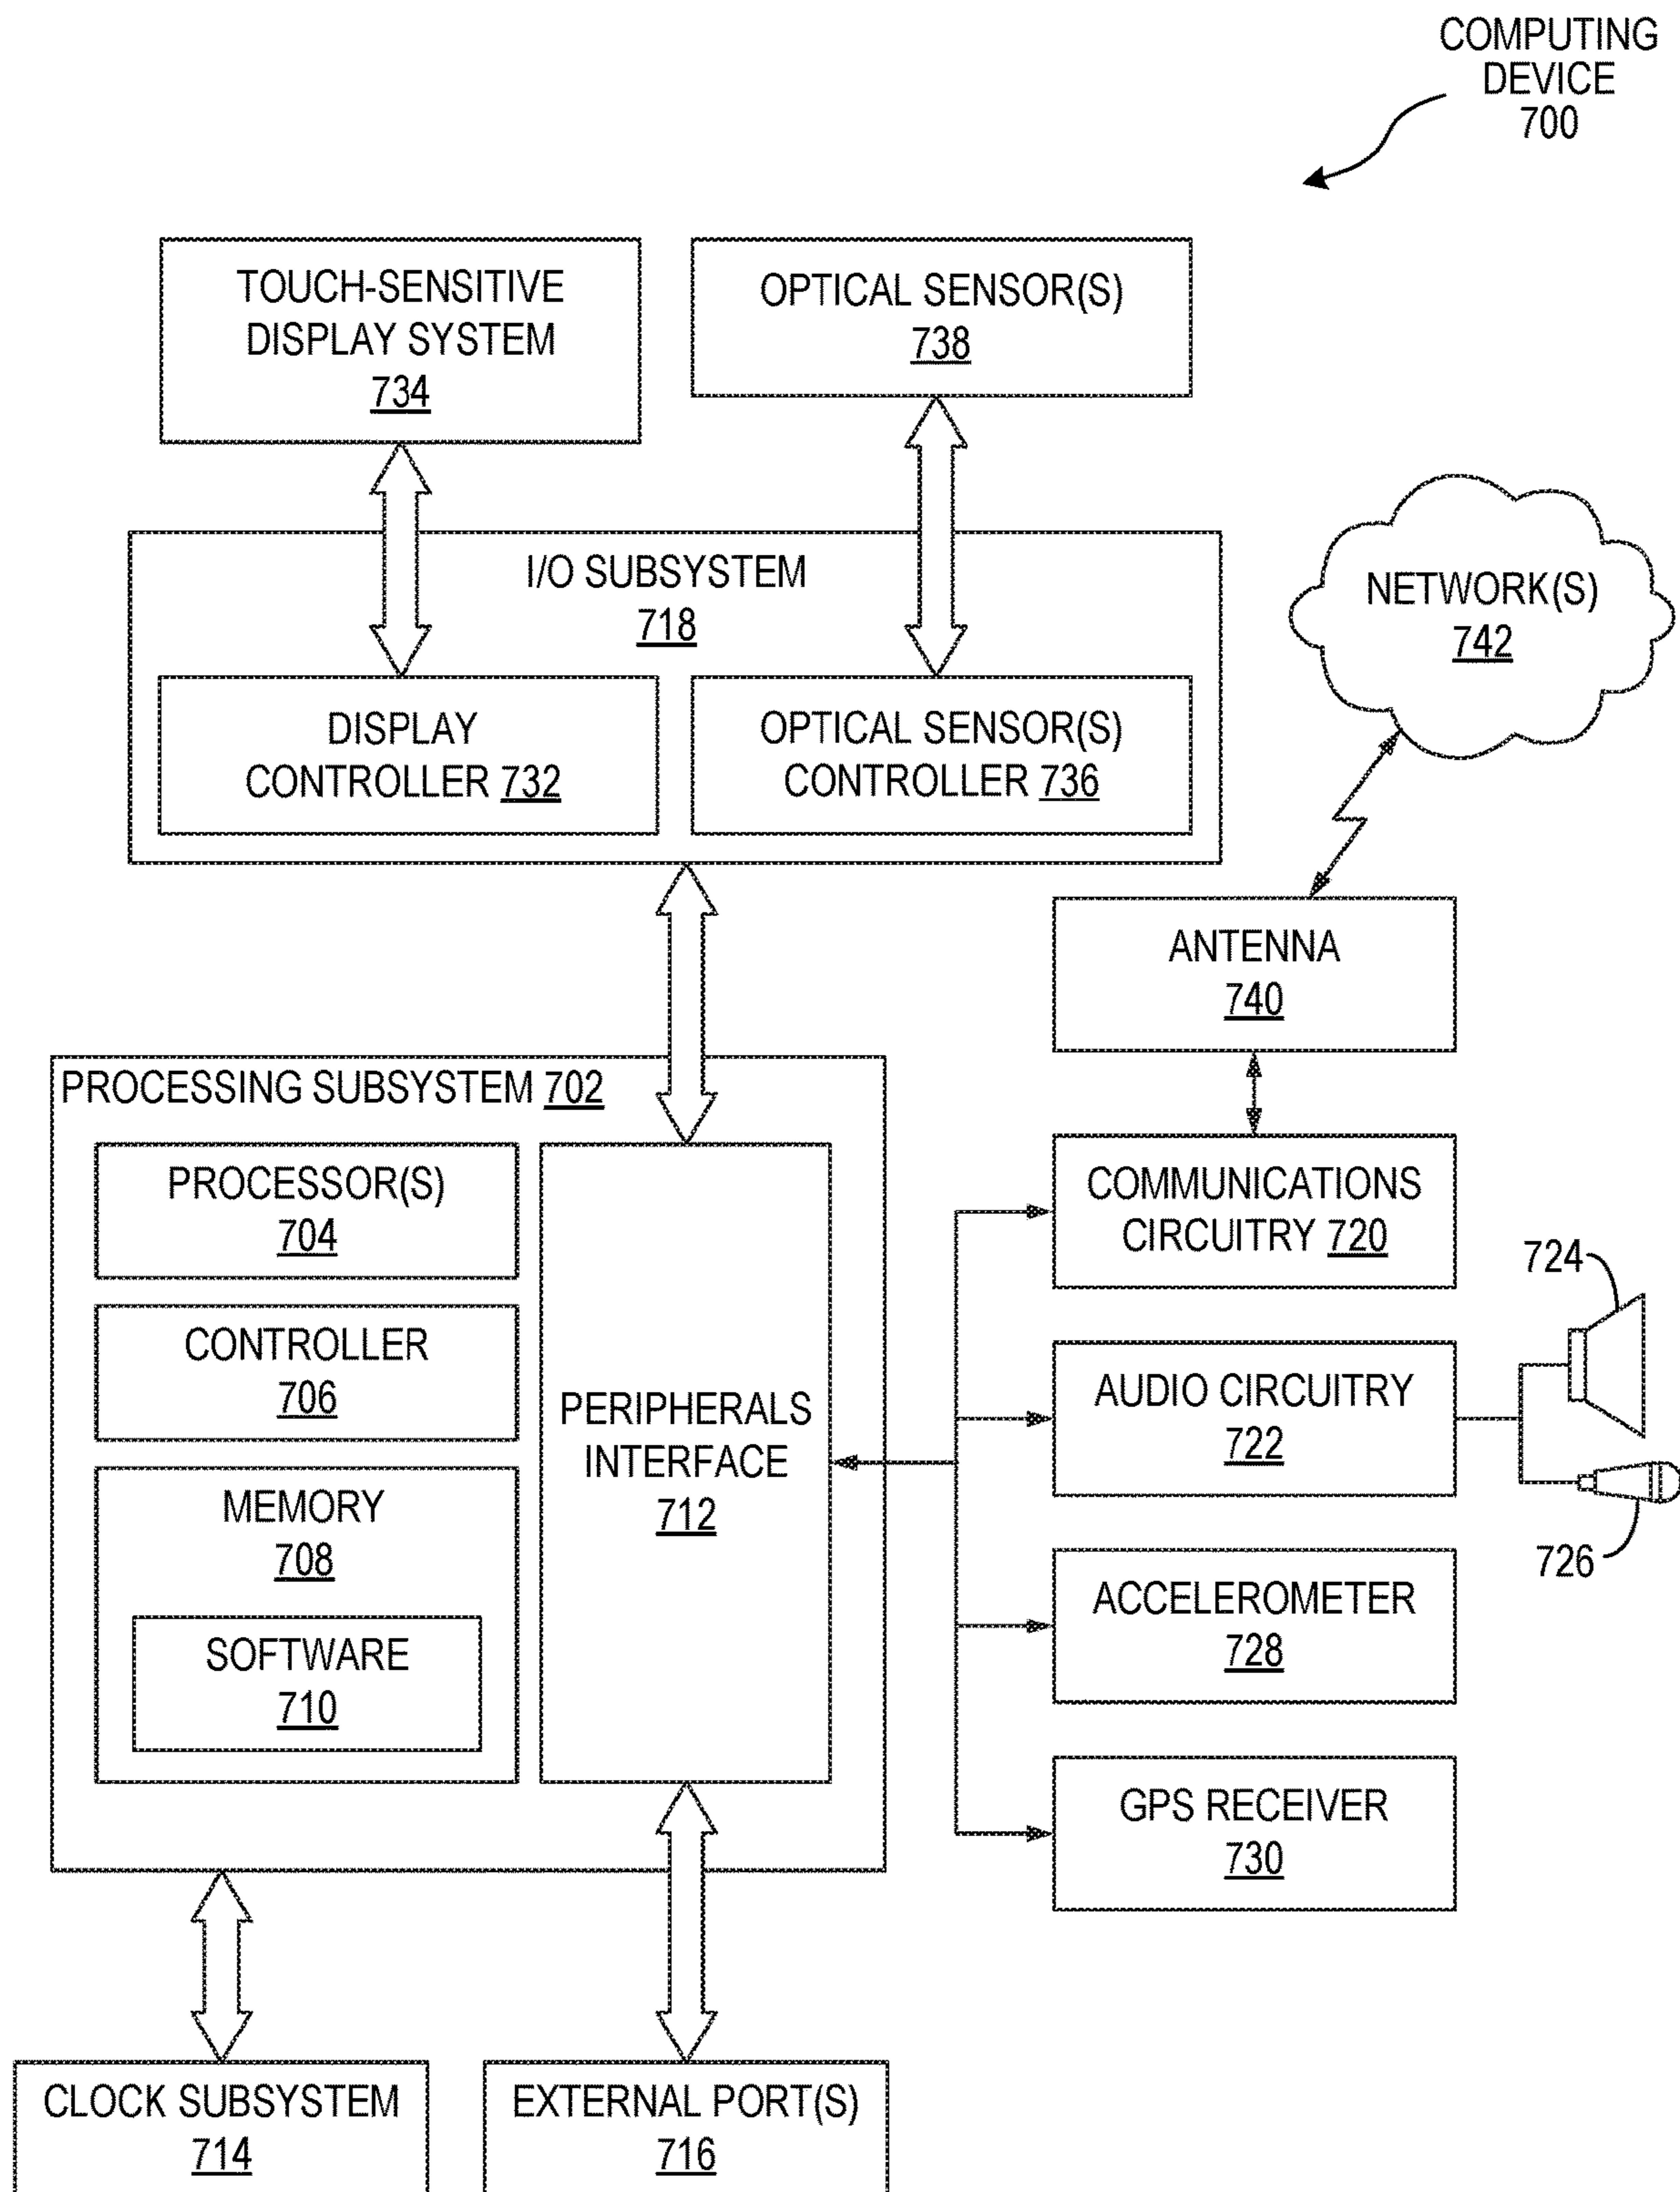 COMPUTING
DEVICE
700
TOUCH-SENSITIVE
DISPLAY SYSTEM
734
OPTICAL SENSOR(S)
738
I/O SUBSYSTEM
718
NETWORK(S)
742
DISPLAY
CONTROLLER 732
OPTICAL SENSOR(S)
CONTROLLER 736
ANTENNA
740
PROCESSING SUBSYSTEM 702
PROCESSOR(S)
704
CONTROLLER
706
MEMORY
708
SOFTWARE
710
PERIPHERALS
INTERFACE
712
COMMUNICATIONS
CIRCUITRY 720
724
AUDIO CIRCUITRY
722
726
ACCELEROMETER
728
GPS RECEIVER
730
CLOCK SUBSYSTEM
714
EXTERNAL PORT(S)
716